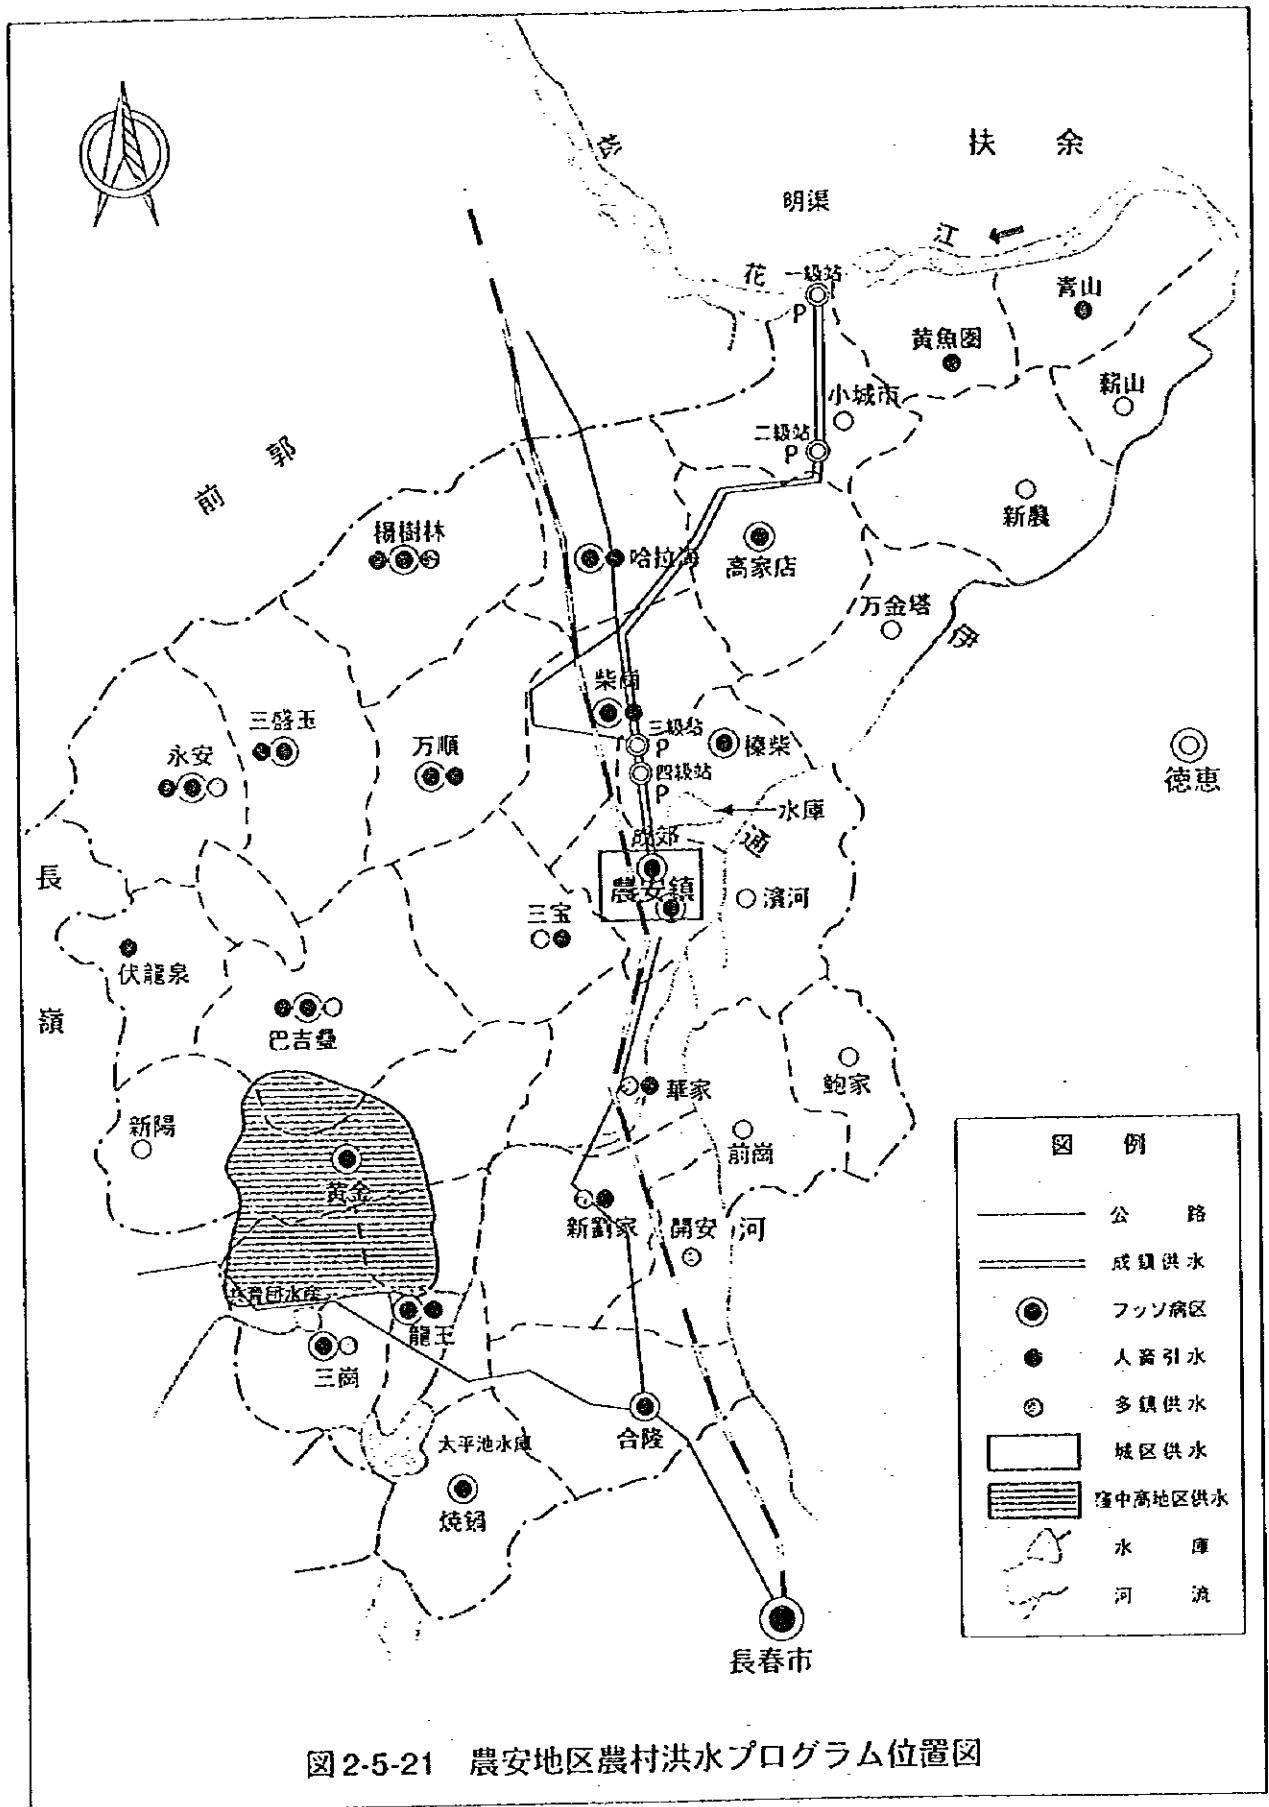 扶余
明渠
松
江
花
一級站
P
青山
黄魚圏
薪山
小城市
二級站
P
郭
前
新農
楊樹林
哈拉海
高家店
万金塔
伊
柴崗
三盛玉
三級站
P
榛柴
永安
万順
四級站
P
德恵
水庫
通
長
農安鎮
濱河
三宝
伏龍泉
嶺
巴吉壘
華家
鮑家
新陽
前崗
黄金
新劉家
開安
河
龍王
三崗
合隆
太平池水庫
焼鍋
長春市
図例
公路
成鎮供水
フッソ病区
人畜引水
多鎮供水
城区供水
窪中高地区供水
水庫
河流
図2-5-21 農安地区農村洪水プログラム位置図